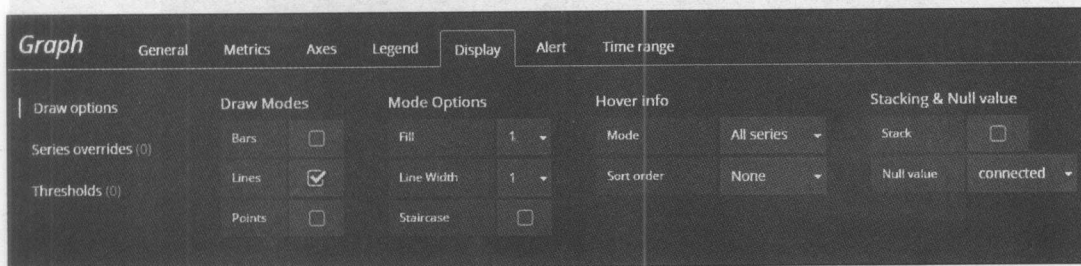 Graph General Metrics Axes Legend Display Alert Time range
Draw options
Series overrides (0)
Thresholds (0)
Draw Modes
Bars
Lines
Points
Mode Options
Fill 1
Line Width 1
Staircase
Hover info
Mode All series
Sort order None
Stacking & Null value
Stack
Null value connected